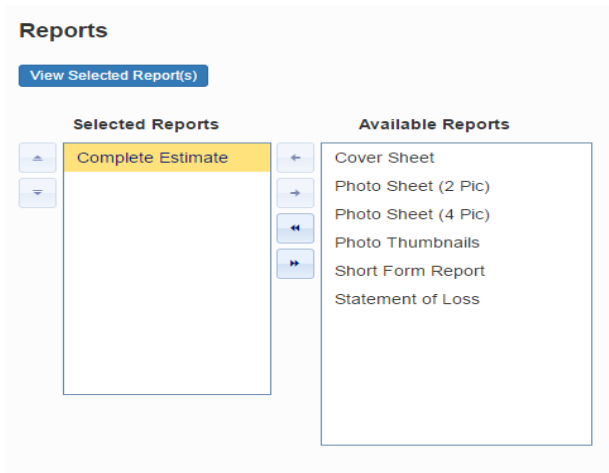 Reports
View Selected Report(s)
Selected Reports
Available Reports
Complete Estimate
Cover Sheet
Photo Sheet (2 Pic)
Photo Sheet (4 Pic)
Photo Thumbnails
Short Form Report
Statement of Loss